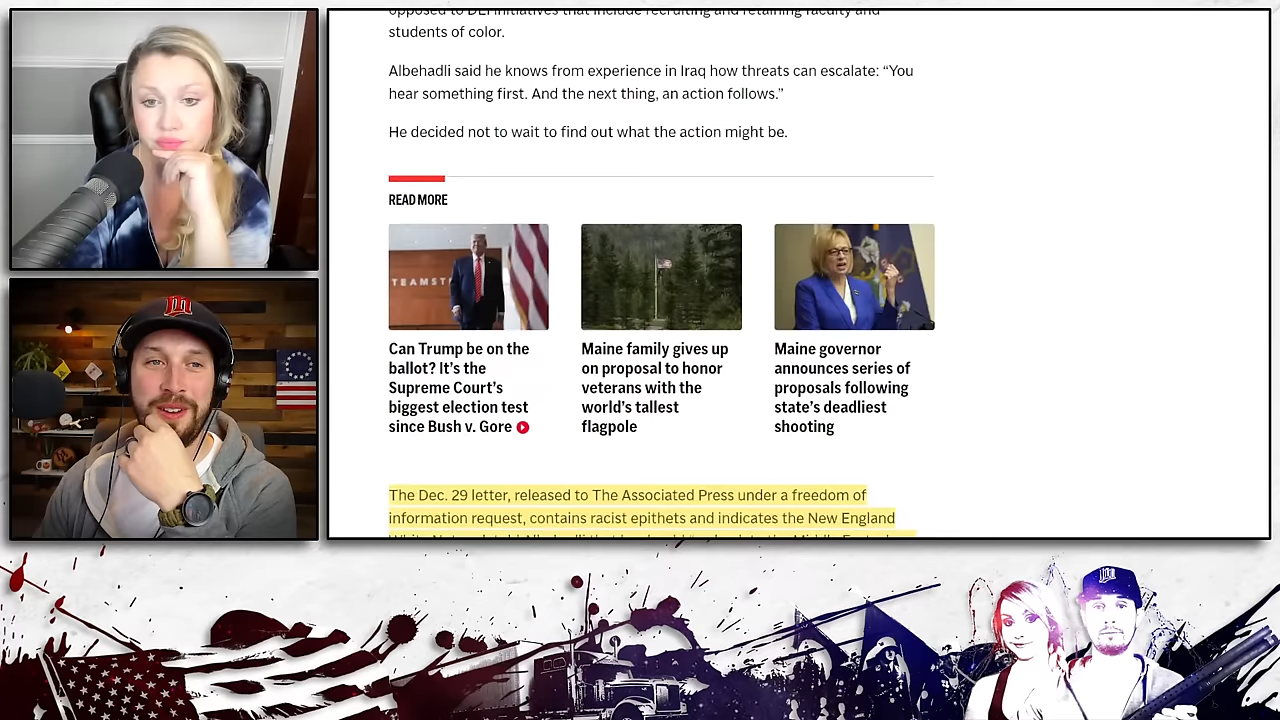 opposed to DEI initiatives that include recruiting and retaining faculty and
students of color.
Albehadli said he knows from experience in Iraq how threats can escalate: “You
hear something first. And the next thing, an action follows.”
He decided not to wait to find out what the action might be.
READ MORE
TEAMST
Can Trump be on the
ballot? It’s the
Supreme Court’s
biggest election test
since Bush v. Gore
Maine family gives up
on proposal to honor
veterans with the
world’s tallest
flagpole
Maine governor
announces series of
proposals following
state’s deadliest
shooting
The Dec. 29 letter, released to The Associated Press under a freedom of
information request, contains racist epithets and indicates the New England